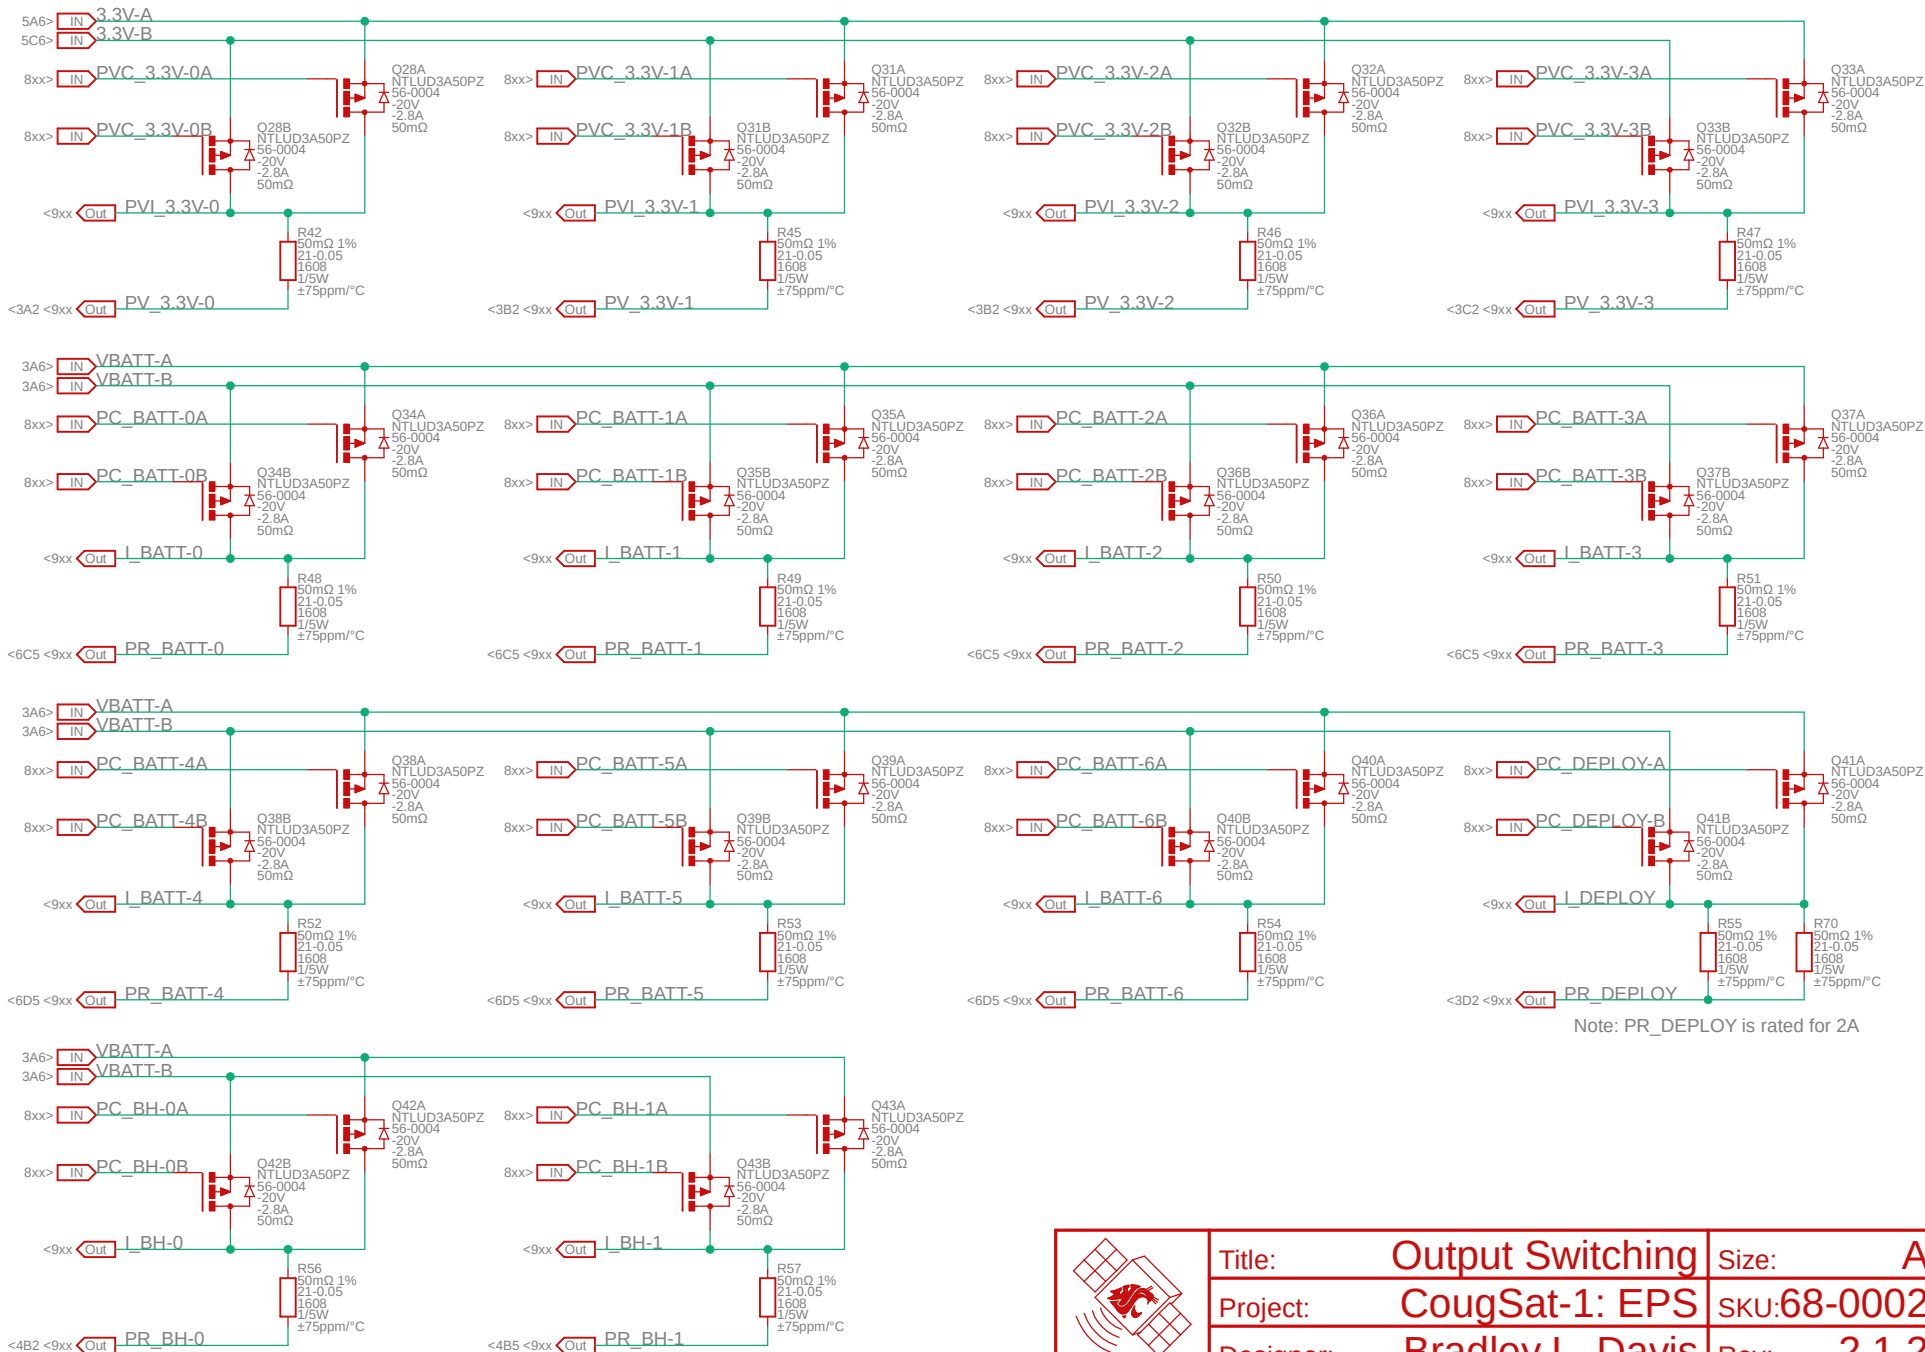 5A6> IN 3.3V-A
5C6> IN 3.3V-B
8xx> IN PVC_3.3V-0A
Q28A
NTLUD3A50PZ
56-0004
-20V
-2.8A
50mΩ
8xx> IN PVC_3.3V-0B
Q28B
NTLUD3A50PZ
56-0004
-20V
-2.8A
50mΩ
<9xx Out PVI_3.3V-0
R42
50mΩ 1%
21-0.05
1608
1/5W
±75ppm/°C
<3A2 <9xx Out PV_3.3V-0
8xx> IN PVC_3.3V-1A
Q31A
NTLUD3A50PZ
56-0004
-20V
-2.8A
50mΩ
8xx> IN PVC_3.3V-1B
Q31B
NTLUD3A50PZ
56-0004
-20V
-2.8A
50mΩ
<9xx Out PVI_3.3V-1
R45
50mΩ 1%
21-0.05
1608
1/5W
±75ppm/°C
<3B2 <9xx Out PV_3.3V-1
8xx> IN PVC_3.3V-2A
Q32A
NTLUD3A50PZ
56-0004
-20V
-2.8A
50mΩ
8xx> IN PVC_3.3V-2B
Q32B
NTLUD3A50PZ
56-0004
-20V
-2.8A
50mΩ
<9xx Out PVI_3.3V-2
R46
50mΩ 1%
21-0.05
1608
1/5W
±75ppm/°C
<3B2 <9xx Out PV_3.3V-2
8xx> IN PVC_3.3V-3A
Q33A
NTLUD3A50PZ
56-0004
-20V
-2.8A
50mΩ
8xx> IN PVC_3.3V-3B
Q33B
NTLUD3A50PZ
56-0004
-20V
-2.8A
50mΩ
<9xx Out PVI_3.3V-3
R47
50mΩ 1%
21-0.05
1608
1/5W
±75ppm/°C
<3C2 <9xx Out PV_3.3V-3
3A6> IN VBATT-A
3A6> IN VBATT-B
8xx> IN PC_BATT-0A
Q34A
NTLUD3A50PZ
56-0004
-20V
-2.8A
50mΩ
8xx> IN PC_BATT-0B
Q34B
NTLUD3A50PZ
56-0004
-20V
-2.8A
50mΩ
<9xx Out I_BATT-0
R48
50mΩ 1%
21-0.05
1608
1/5W
±75ppm/°C
<6C5 <9xx Out PR_BATT-0
8xx> IN PC_BATT-1A
Q35A
NTLUD3A50PZ
56-0004
-20V
-2.8A
50mΩ
8xx> IN PC_BATT-1B
Q35B
NTLUD3A50PZ
56-0004
-20V
-2.8A
50mΩ
<9xx Out I_BATT-1
R49
50mΩ 1%
21-0.05
1608
1/5W
±75ppm/°C
<6C5 <9xx Out PR_BATT-1
8xx> IN PC_BATT-2A
Q36A
NTLUD3A50PZ
56-0004
-20V
-2.8A
50mΩ
8xx> IN PC_BATT-2B
Q36B
NTLUD3A50PZ
56-0004
-20V
-2.8A
50mΩ
<9xx Out I_BATT-2
R50
50mΩ 1%
21-0.05
1608
1/5W
±75ppm/°C
<6C5 <9xx Out PR_BATT-2
8xx> IN PC_BATT-3A
Q37A
NTLUD3A50PZ
56-0004
-20V
-2.8A
50mΩ
8xx> IN PC_BATT-3B
Q37B
NTLUD3A50PZ
56-0004
-20V
-2.8A
50mΩ
<9xx Out I_BATT-3
R51
50mΩ 1%
21-0.05
1608
1/5W
±75ppm/°C
<6C5 <9xx Out PR_BATT-3
3A6> IN VBATT-A
3A6> IN VBATT-B
8xx> IN PC_BATT-4A
Q38A
NTLUD3A50PZ
56-0004
-20V
-2.8A
50mΩ
8xx> IN PC_BATT-4B
Q38B
NTLUD3A50PZ
56-0004
-20V
-2.8A
50mΩ
<9xx Out I_BATT-4
R52
50mΩ 1%
21-0.05
1608
1/5W
±75ppm/°C
<6D5 <9xx Out PR_BATT-4
8xx> IN PC_BATT-5A
Q39A
NTLUD3A50PZ
56-0004
-20V
-2.8A
50mΩ
8xx> IN PC_BATT-5B
Q39B
NTLUD3A50PZ
56-0004
-20V
-2.8A
50mΩ
<9xx Out I_BATT-5
R53
50mΩ 1%
21-0.05
1608
1/5W
±75ppm/°C
<6D5 <9xx Out PR_BATT-5
8xx> IN PC_BATT-6A
Q40A
NTLUD3A50PZ
56-0004
-20V
-2.8A
50mΩ
8xx> IN PC_BATT-6B
Q40B
NTLUD3A50PZ
56-0004
-20V
-2.8A
50mΩ
<9xx Out I_BATT-6
R54
50mΩ 1%
21-0.05
1608
1/5W
±75ppm/°C
<6D5 <9xx Out PR_BATT-6
8xx> IN PC_DEPLOY-A
Q41A
NTLUD3A50PZ
56-0004
-20V
-2.8A
50mΩ
8xx> IN PC_DEPLOY-B
Q41B
NTLUD3A50PZ
56-0004
-20V
-2.8A
50mΩ
<9xx Out I_DEPLOY
R55
50mΩ 1%
21-0.05
1608
1/5W
±75ppm/°C
R70
50mΩ 1%
21-0.05
1608
1/5W
±75ppm/°C
<3D2 <9xx Out PR_DEPLOY
Note: PR_DEPLOY is rated for 2A
3A6> IN VBATT-A
3A6> IN VBATT-B
8xx> IN PC_BH-0A
Q42A
NTLUD3A50PZ
56-0004
-20V
-2.8A
50mΩ
8xx> IN PC_BH-0B
Q42B
NTLUD3A50PZ
56-0004
-20V
-2.8A
50mΩ
<9xx Out I_BH-0
R56
50mΩ 1%
21-0.05
1608
1/5W
±75ppm/°C
<4B2 <9xx Out PR_BH-0
8xx> IN PC_BH-1A
Q43A
NTLUD3A50PZ
56-0004
-20V
-2.8A
50mΩ
8xx> IN PC_BH-1B
Q43B
NTLUD3A50PZ
56-0004
-20V
-2.8A
50mΩ
<9xx Out I_BH-1
R57
50mΩ 1%
21-0.05
1608
1/5W
±75ppm/°C
<4B5 <9xx Out PR_BH-1
Title: Output Switching Size: A
Project: CougSat-1: EPS SKU:68-0002
Designer: Bradley L. Davis Rev: 2.1.2